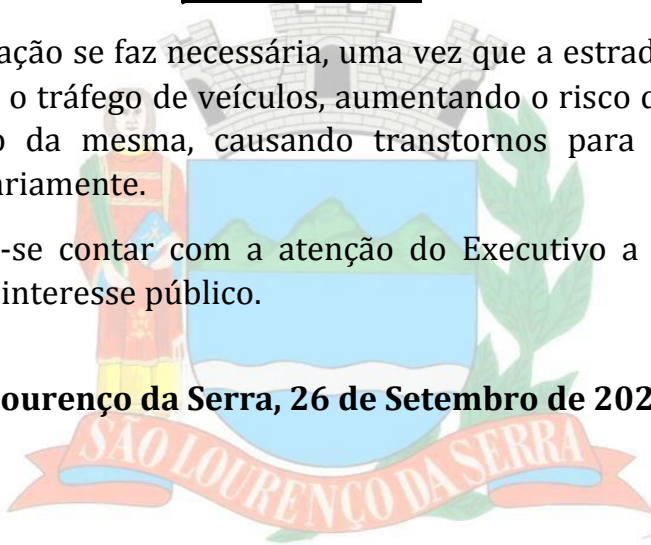 ação se faz necessária, uma vez que a estrad
o tráfego de veículos, aumentando o risco
da mesma, causando transtornos para
ariamente.
-se contar com a atenção do Executivo a
interesse público.
ourenço da Serra, 26 de Setembro de 202
SÃO LOURENÇO DA SERRA